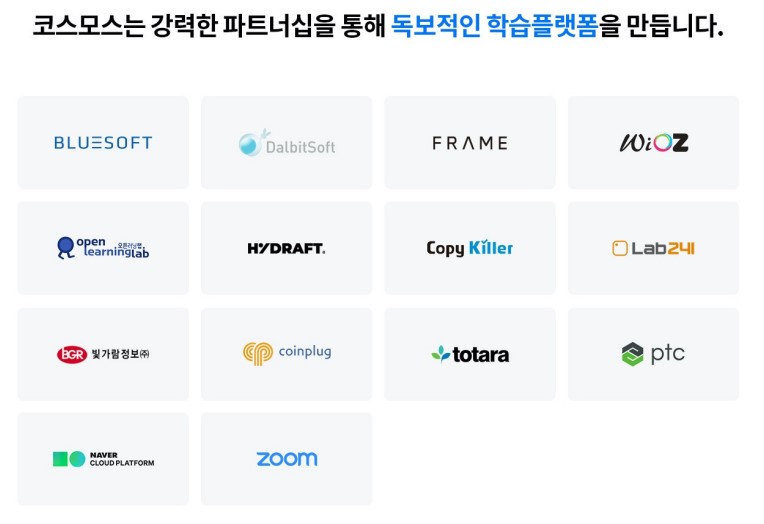 코스모스는 강력한 파트너십을 통해 독보적인 학습플랫폼을 만듭니다.
BLUESOFT
DalbitSoft
FRAME
WiOZ
open 오픈러닝랩
learninglab
HYDRAFT.
Copy Killer
Lab241
BGR 빛가람정보㈜
coinplug
totara
ptc
NAVER
CLOUD PLATFORM
zoom